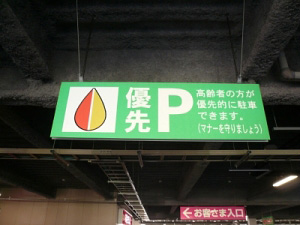 優先
P
高齢者の方が
優先的に駐車
できます。
(マナーを守りましょう)
お客さま入口